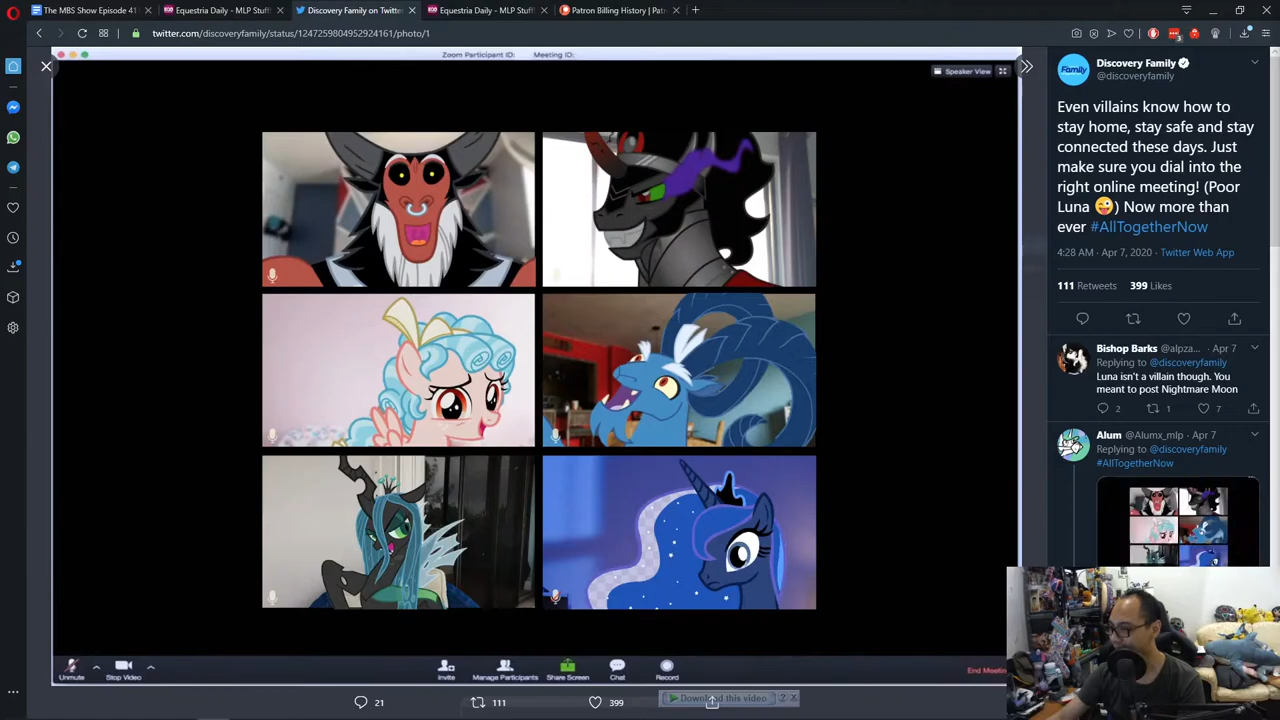 The MBS Show Episode 41
Equestria Daily - MLP Stuff
Discovery Family on Twitter
Equestria Daily - MLP Stuff
Patron Billing History | Pat
twitter.com/discoveryfamily/status/1247259804952924161/photo/1
Zoom Participant ID: Meeting ID:
Speaker View
Unmute
Stop Video
Invite
Manage Participants
Share Screen
Chat
Record
End Meetin
21
111
399
Download this video
Family
Discovery Family
@discoveryfamily
Even villains know how to
stay home, stay safe and stay
connected these days. Just
make sure you dial into the
right online meeting! (Poor
Luna 😜) Now more than
ever #AllTogetherNow
4:28 AM · Apr 7, 2020 · Twitter Web App
111 Retweets 399 Likes
Bishop Barks @alpza... · Apr 7
Replying to @discoveryfamily
Luna isn't a villain though. You
meant to post Nightmare Moon
2 1 7
Alum @Alumx_mlp · Apr 7
Replying to @discoveryfamily
#AllTogetherNow